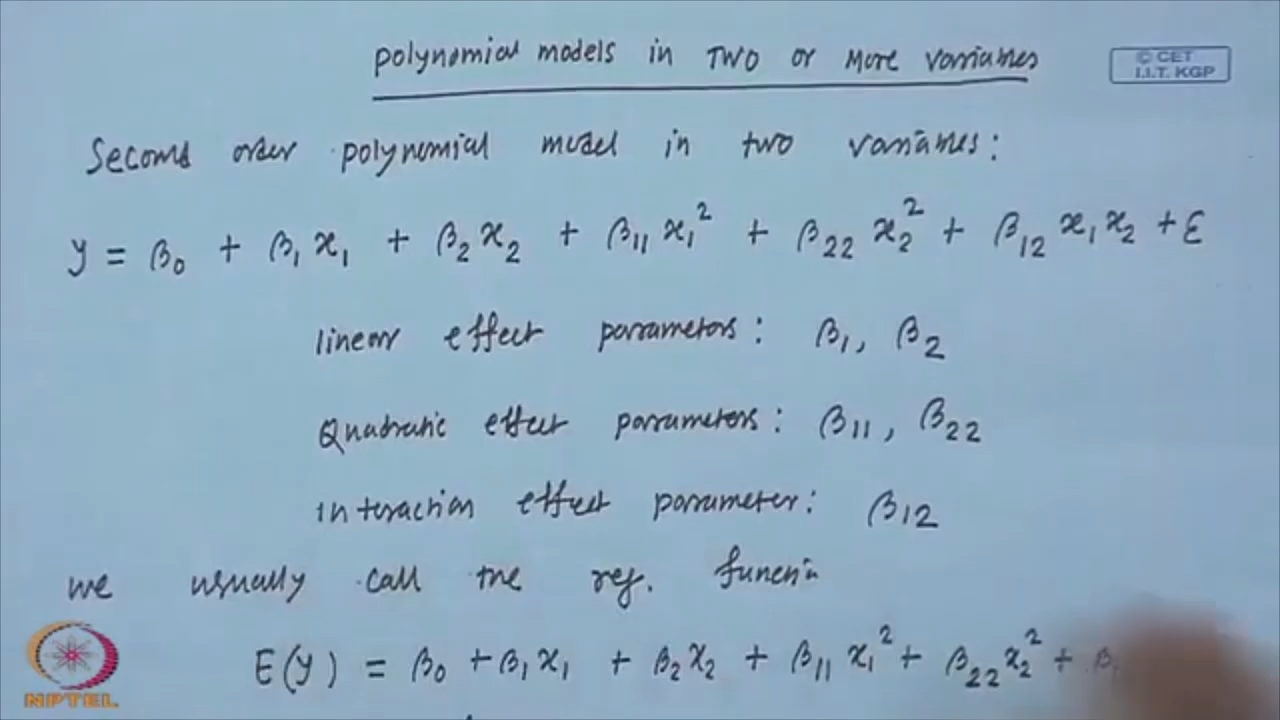 polynomial models in TWO or More variables
© CET
I.I.T. KGP
Second order polynomial model in two variables:
y = β₀ + β₁x₁ + β₂x₂ + β₁₁x₁² + β₂₂x₂² + β₁₂x₁x₂ + ε
linear effect parameters: β₁, β₂
Quadratic effect parameters: β₁₁, β₂₂
interaction effect parameter: β₁₂
we usually call the reg. functin
E(y) = β₀ + β₁x₁ + β₂x₂ + β₁₁x₁² + β₂₂x₂² + β
NPTEL